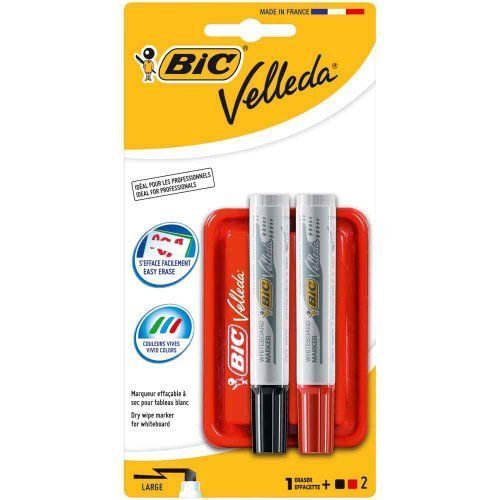 MADE IN FRANCE
BIC
Velleda
IDÉAL POUR LES PROFESSIONNELS
IDEAL FOR PROFESSIONALS
S'EFFACE FACILEMENT
EASY ERASE
COULEURS VIVES
VIVID COLORS
Marqueur effaçable à
sec pour tableau blanc
Dry wipe marker
for whiteboard
BIC Velleda
Velleda
BIC
WHITEBOARD
MARKER
Velleda
BIC
WHITEBOARD
MARKER
LARGE
1 ERASER
EFFACETTE + 2